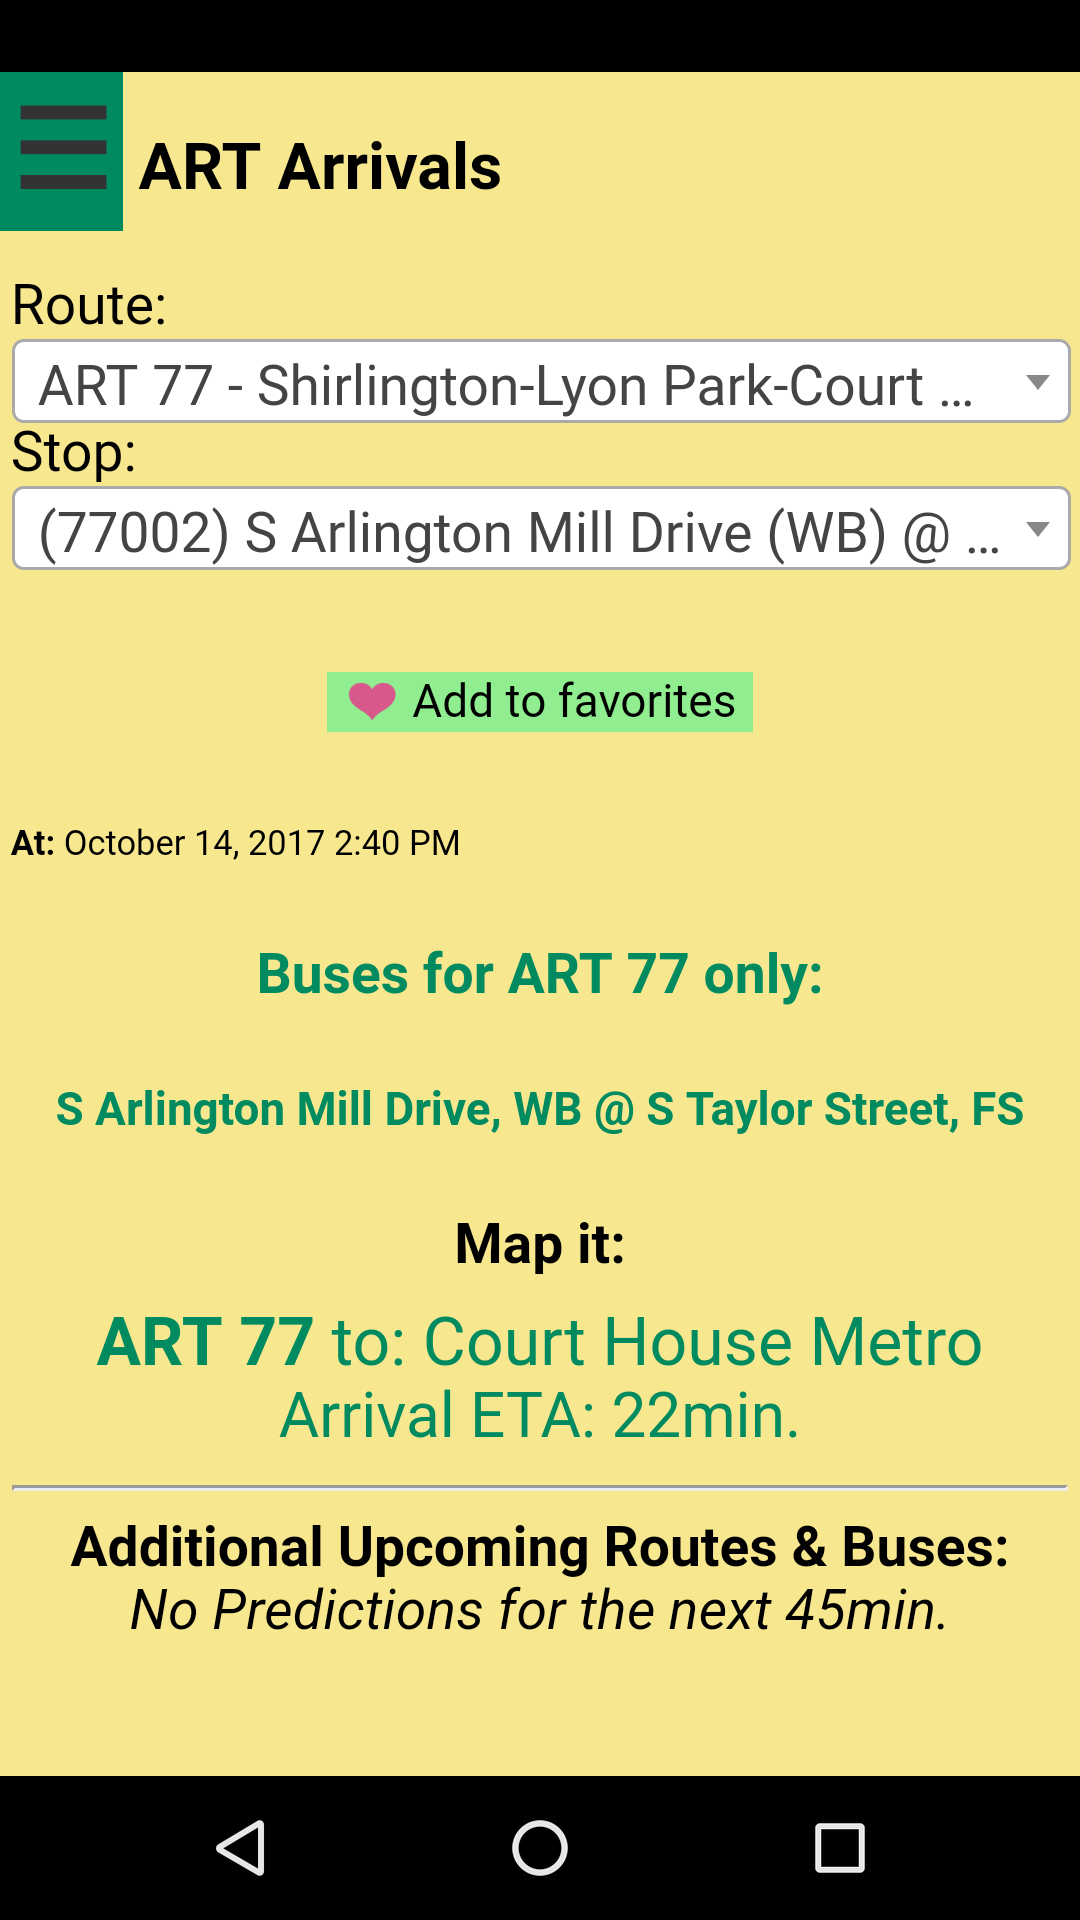 ART Arrivals
Route:
ART 77 - Shirlington-Lyon Park-Court ...
Stop:
(77002) S Arlington Mill Drive (WB) @ ...
Add to favorites
At: October 14, 2017 2:40 PM
Buses for ART 77 only:
S Arlington Mill Drive, WB @ S Taylor Street, FS
Map it:
ART 77 to: Court House Metro
Arrival ETA: 22min.
Additional Upcoming Routes & Buses:
No Predictions for the next 45min.